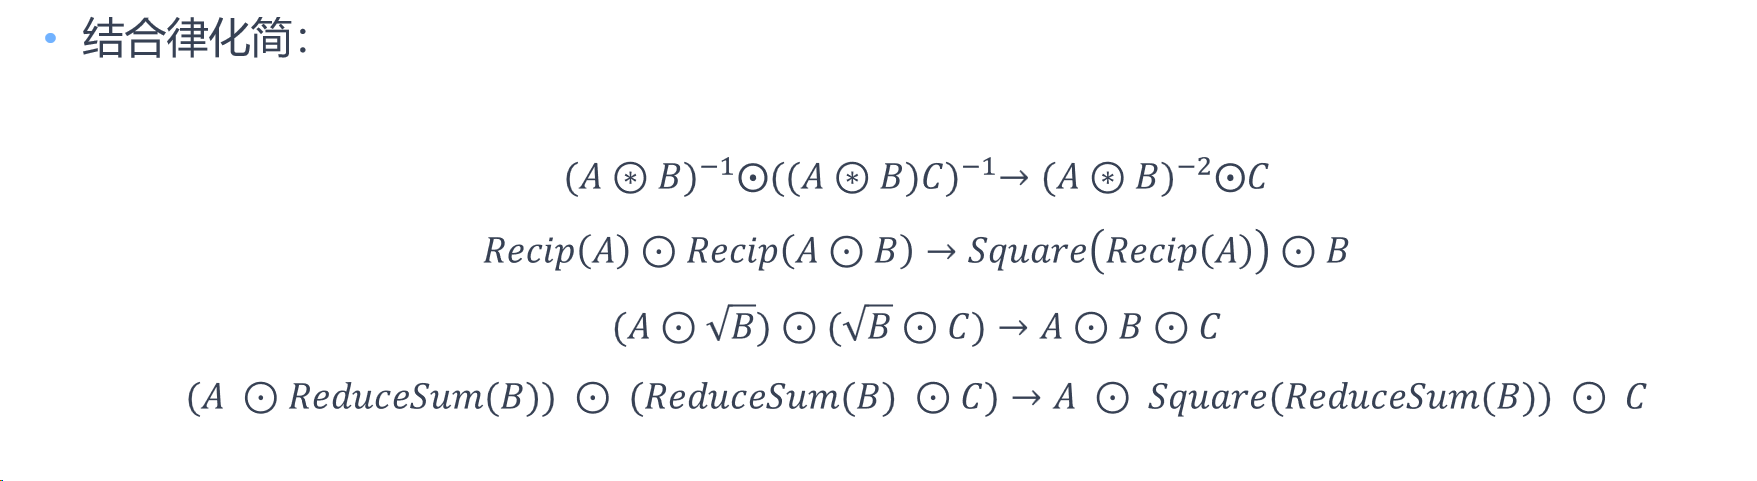 • 结合律化简：
(A ⊛ B)⁻¹⊙((A ⊛ B)C)⁻¹→ (A ⊛ B)⁻²⊙C
Recip(A) ⊙ Recip(A ⊙ B) → Square(Recip(A)) ⊙ B
(A ⊙ √B) ⊙ (√B ⊙ C) → A ⊙ B ⊙ C
(A ⊙ ReduceSum(B)) ⊙ (ReduceSum(B) ⊙ C) → A ⊙ Square(ReduceSum(B)) ⊙ C